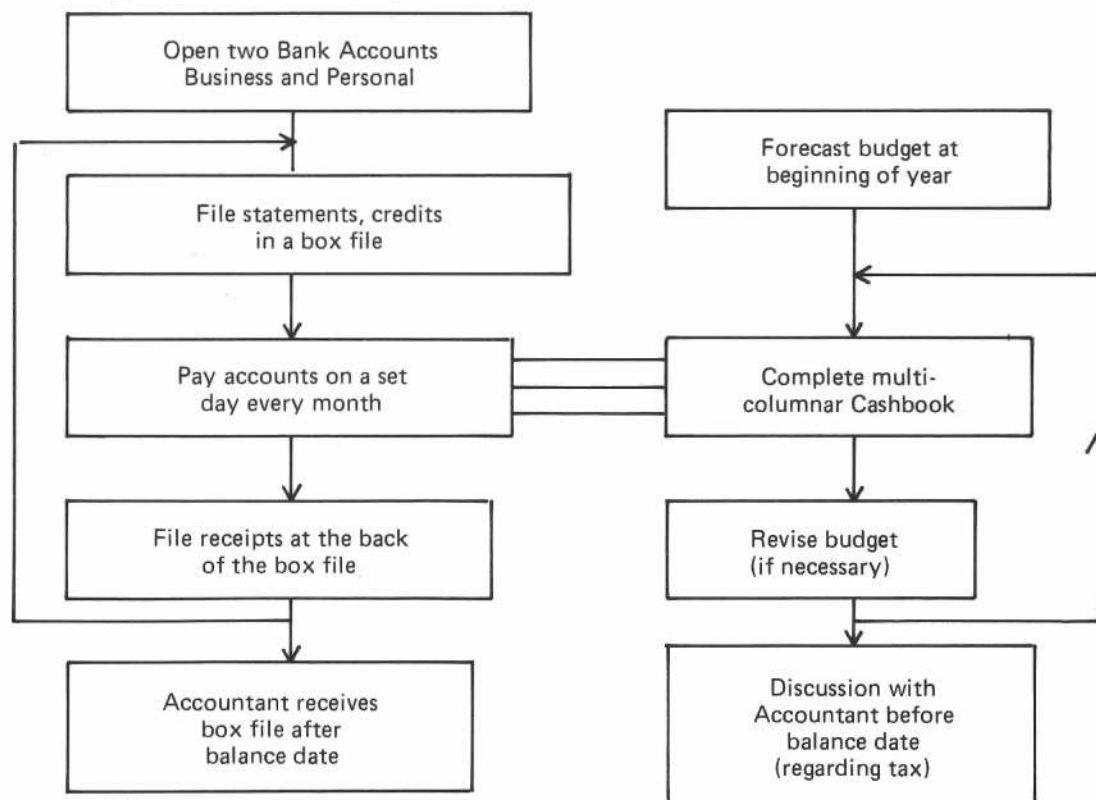 Open two Bank Accounts
Business and Personal
File statements, credits
in a box file
Pay accounts on a set
day every month
File receipts at the back
of the box file
Accountant receives
box file after
balance date
Forecast budget at
beginning of year
Complete multi-
columnar Cashbook
Revise budget
(if necessary)
Discussion with
Accountant before
balance date
(regarding tax)